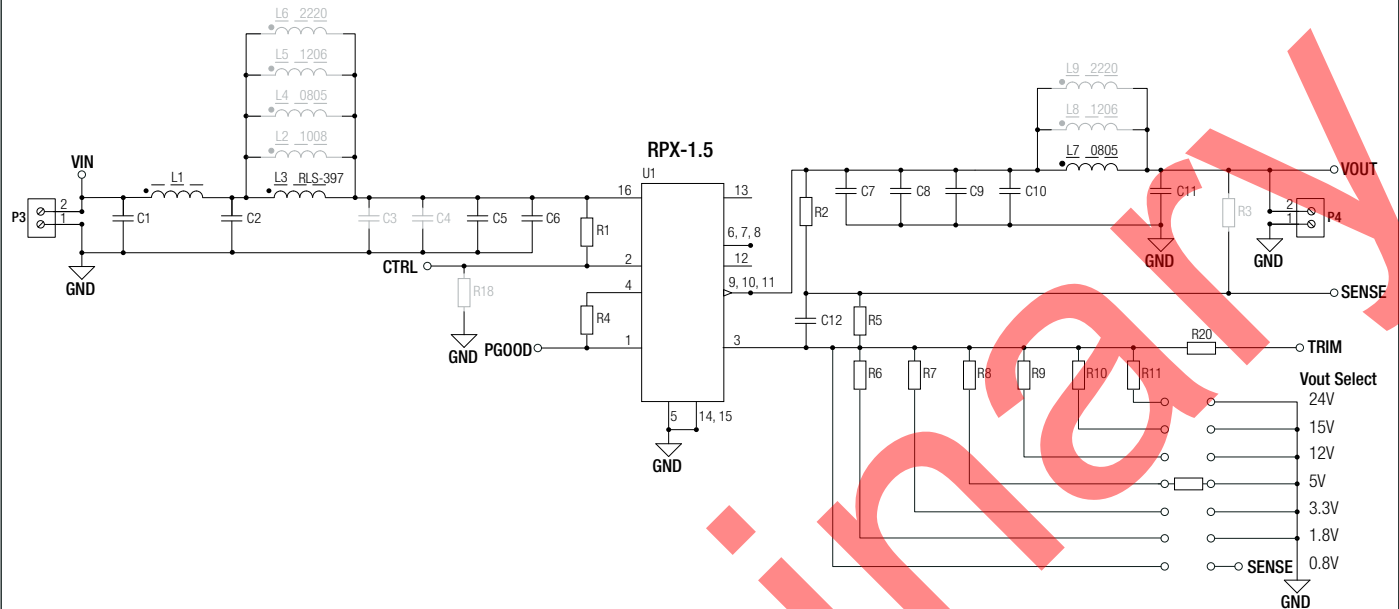 L6 2220
L5 1206
L4 0805
L2 1008
L9 2220
L8 1206
L7 0805
RPX-1.5
U1
VIN
L1
L3 RLS-397
P3
2
1
C1
C2
C3
C4
C5
C6
R1
16
13
6, 7, 8
12
9, 10, 11
2
4
1
3
5
14, 15
GND
CTRL
R18
GND
R4
PGOOD
GND
R2
C7
C8
C9
C10
C11
R3
VOUT
2
1
P4
GND
GND
SENSE
C12
R5
R20
TRIM
R6
R7
R8
R9
R10
R11
Vout Select
24V
15V
12V
5V
3.3V
1.8V
SENSE
0.8V
GND
inary